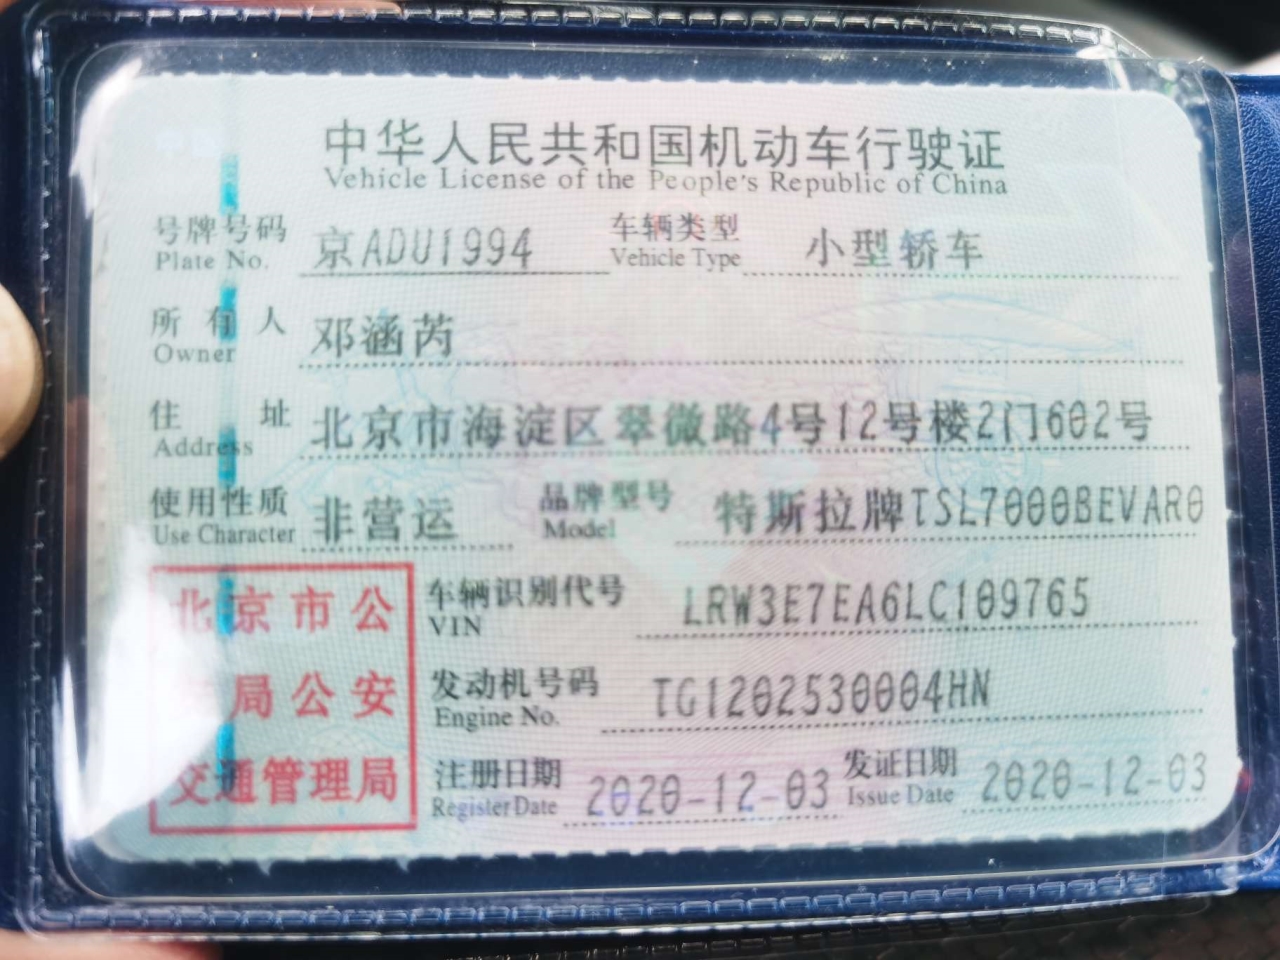 中华人民共和国机动车行驶证
Vehicle License of the People's Republic of China
号牌号码 京ADU1994 车辆类型 小型轿车
Plate No. Vehicle Type
所有人 邓涵芮
Owner
住址 北京市海淀区翠微路4号12号楼2门602号
Address
使用性质 非营运 品牌型号 特斯拉牌TSL7000BEVAR0
Use Character Model
北京市公 车辆识别代号 LRW3E7EA6LC109765
VIN
局公安 发动机号码 TG1202530004HN
Engine No.
交通管理局 注册日期 2020-12-03 发证日期 2020-12-03
Register Date Issue Date